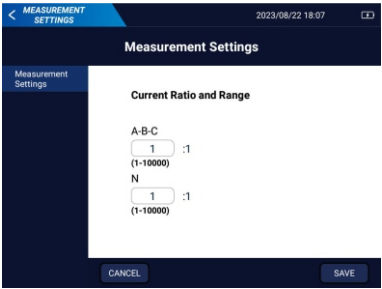 < MEASUREMENT
SETTINGS
2023/08/22 18:07
Measurement Settings
Measurement
Settings
Current Ratio and Range
A-B-C
1 :1
(1-10000)
N
1 :1
(1-10000)
CANCEL
SAVE